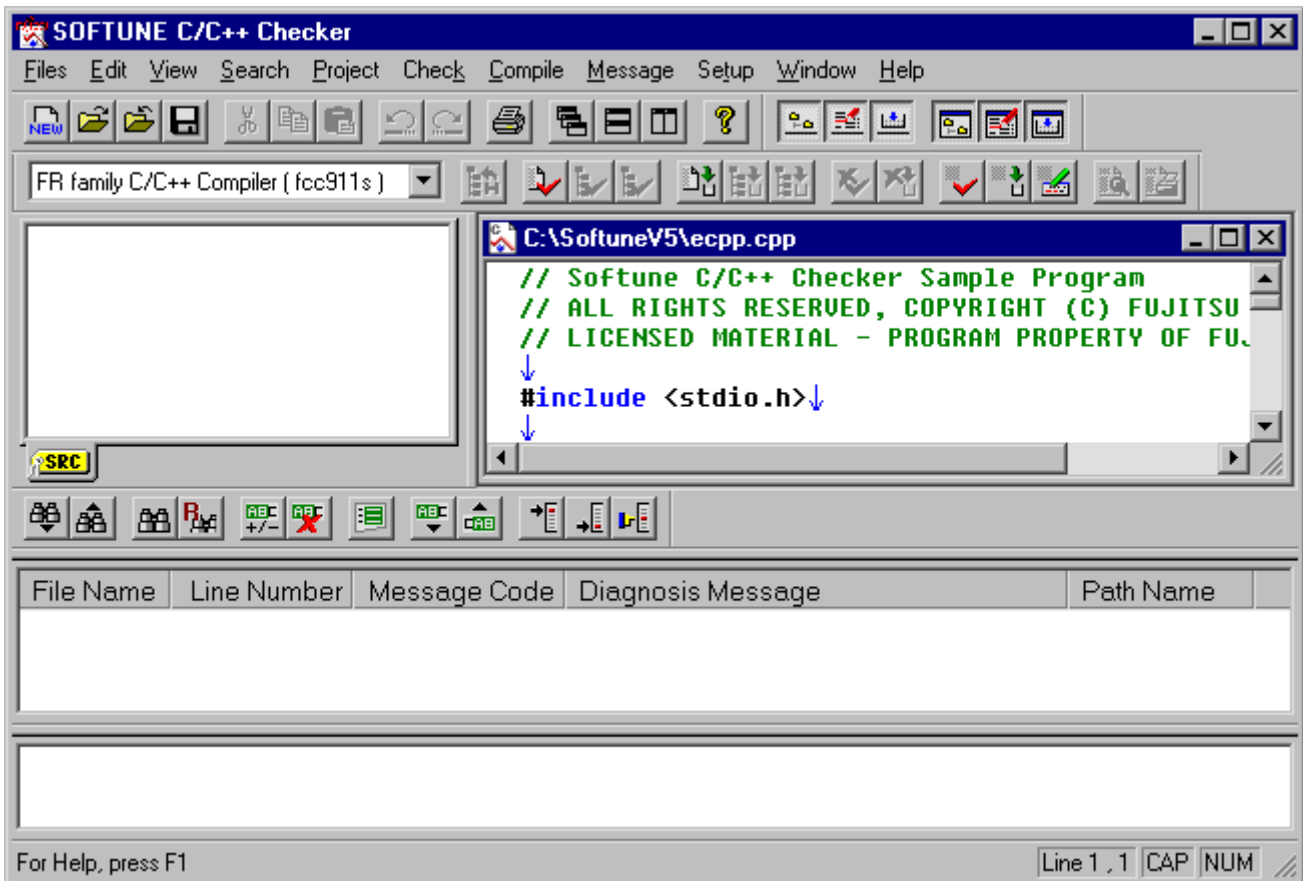 SOFTUNE C/C++ Checker
Files Edit View Search Project Check Compile Message Setup Window Help
NEW
FR family C/C++ Compiler ( fcc911s )
C:\SoftuneV5\ecpp.cpp
// Softune C/C++ Checker Sample Program
// ALL RIGHTS RESERVED, COPYRIGHT (C) FUJITSU
// LICENSED MATERIAL - PROGRAM PROPERTY OF
↓
#include <stdio.h>↓
↓
SRC
File Name Line Number Message Code Diagnosis Message Path Name
For Help, press F1 Line 1 , 1 CAP NUM